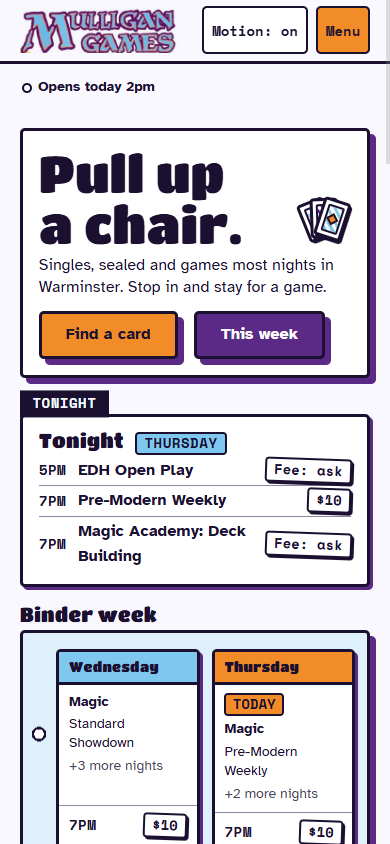 MULLIGAN
GAMES
Motion: on
Menu
Opens today 2pm
Pull up
a chair.
Singles, sealed and games most nights in
Warminster. Stop in and stay for a game.
Find a card
This week
TONIGHT
Tonight THURSDAY
5PM EDH Open Play Fee: ask
7PM Pre-Modern Weekly $10
7PM Magic Academy: Deck
Building Fee: ask
Binder week
Wednesday
Magic
Standard
Showdown
+3 more nights
7PM $10
Thursday
TODAY
Magic
Pre-Modern
Weekly
+2 more nights
7PM $10